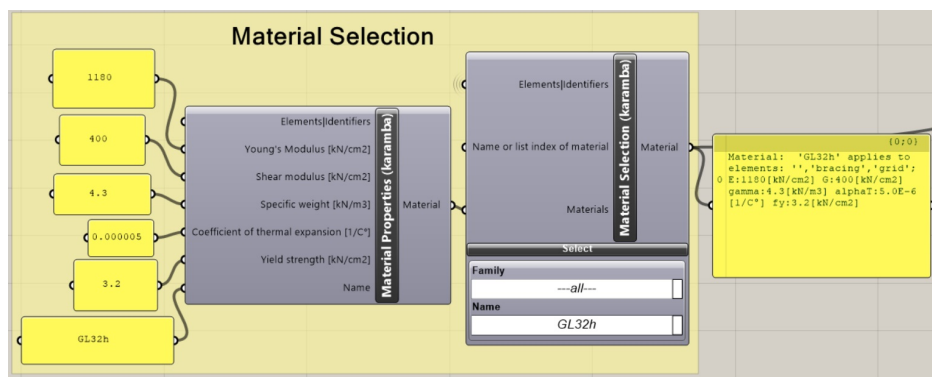 Material Selection
1180
400
4.3
0.000005
3.2
GL32h
Elements|Identifiers
Young's Modulus [kN/cm2]
Shear modulus [kN/cm2]
Specific weight [kN/m3]
Coefficient of thermal expansion [1/C°]
Yield strength [kN/cm2]
Name
Material Properties (karamba)
Material
Elements|Identifiers
Name or list index of material
Materials
Material Selection (karamba)
Material
Select
Family
---all---
Name
GL32h
{0;0}
Material: 'GL32h' applies to
elements: '','bracing','grid';
0 E:1180[kN/cm2] G:400[kN/cm2]
gamma:4.3[kN/m3] alphaT:5.0E-6
[1/C°] fy:3.2[kN/cm2]